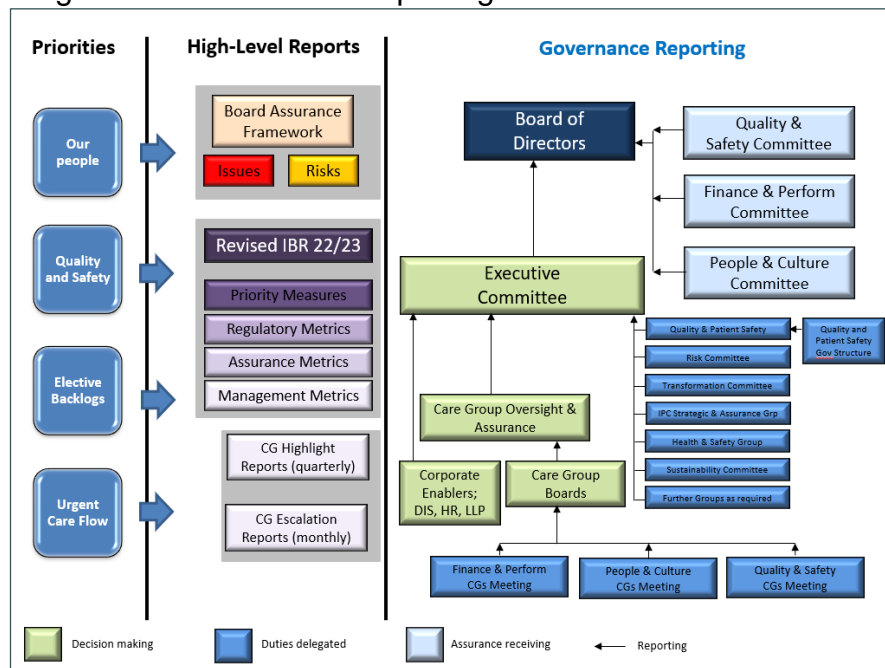 Priorities
High-Level Reports
Governance Reporting
Our
people
Quality
and Safety
Elective
Backlogs
Urgent
Care Flow
Board Assurance
Framework
Issues
Risks
Revised IBR 22/23
Priority Measures
Regulatory Metrics
Assurance Metrics
Management Metrics
CG Highlight
Reports (quarterly)
CG Escalation
Reports (monthly)
Board of
Directors
Quality &
Safety Committee
Finance & Perform
Committee
People & Culture
Committee
Executive
Committee
Quality & Patient Safety
Quality and
Patient Safety
Gov Structure
Risk Committee
Transformation Committee
IPC Strategic & Assurance Grp
Health & Safety Group
Sustainability Committee
Further Groups as required
Care Group Oversight &
Assurance
Corporate
Enablers;
DIS, HR, LLP
Care Group
Boards
Finance & Perform
CGs Meeting
People & Culture
CGs Meeting
Quality & Safety
CGs Meeting
Decision making
Duties delegated
Assurance receiving
Reporting